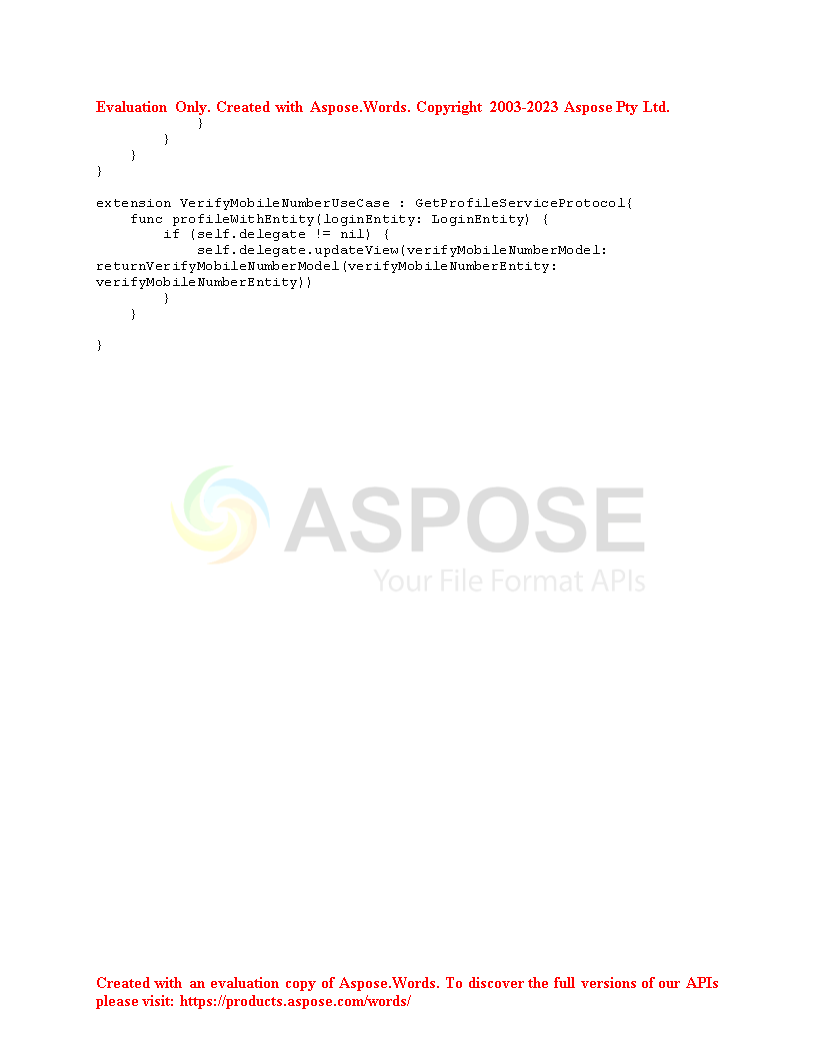 Evaluation Only. Created with Aspose.Words. Copyright 2003-2023 Aspose Pty Ltd.
            }
        }
    }
}

extension VerifyMobileNumberUseCase : GetProfileServiceProtocol{
    func profileWithEntity(loginEntity: LoginEntity) {
        if (self.delegate != nil) {
            self.delegate.updateView(verifyMobileNumberModel:
returnVerifyMobileNumberModel(verifyMobileNumberEntity:
verifyMobileNumberEntity))
        }
    }

}
ASPOSE
Your File Format APIs
Created with an evaluation copy of Aspose.Words. To discover the full versions of our APIs
please visit: https://products.aspose.com/words/